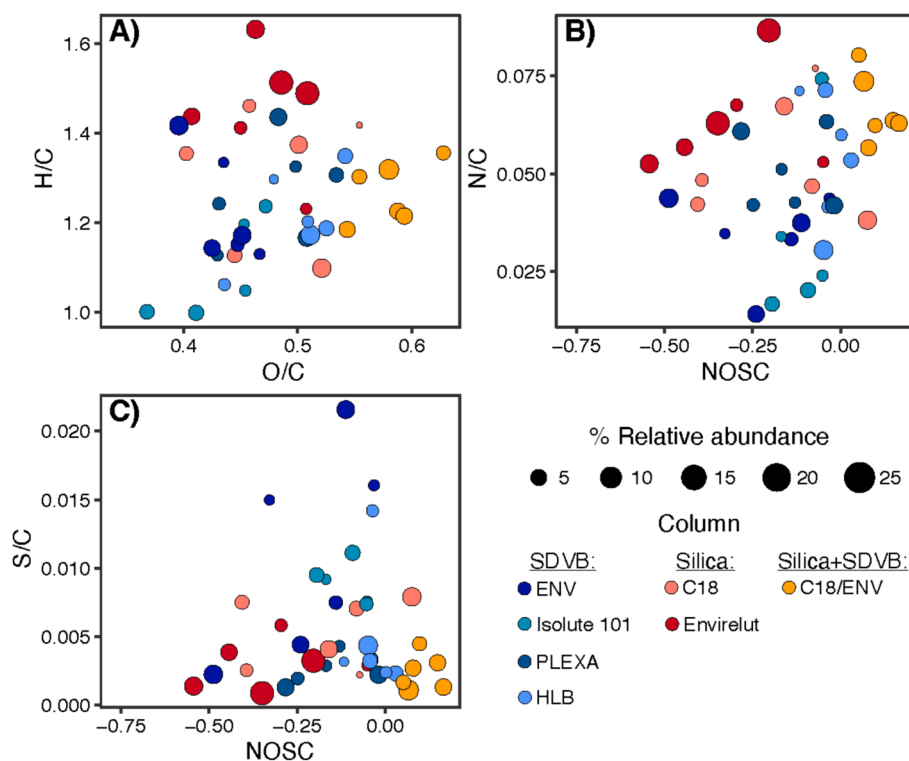 A)
B)
1.6
1.4
1.2
1.0
H/C
0.4
0.5
0.6
O/C
0.075
0.050
0.025
N/C
−0.75
−0.50
−0.25
0.00
NOSC
C)
0.020
0.015
0.010
0.005
0.000
S/C
−0.75
−0.50
−0.25
0.00
NOSC
% Relative abundance
5 10 15 20 25
Column
SDVB: Silica: Silica+SDVB:
ENV C18 C18/ENV
Isolute 101 Envirelut
PLEXA
HLB